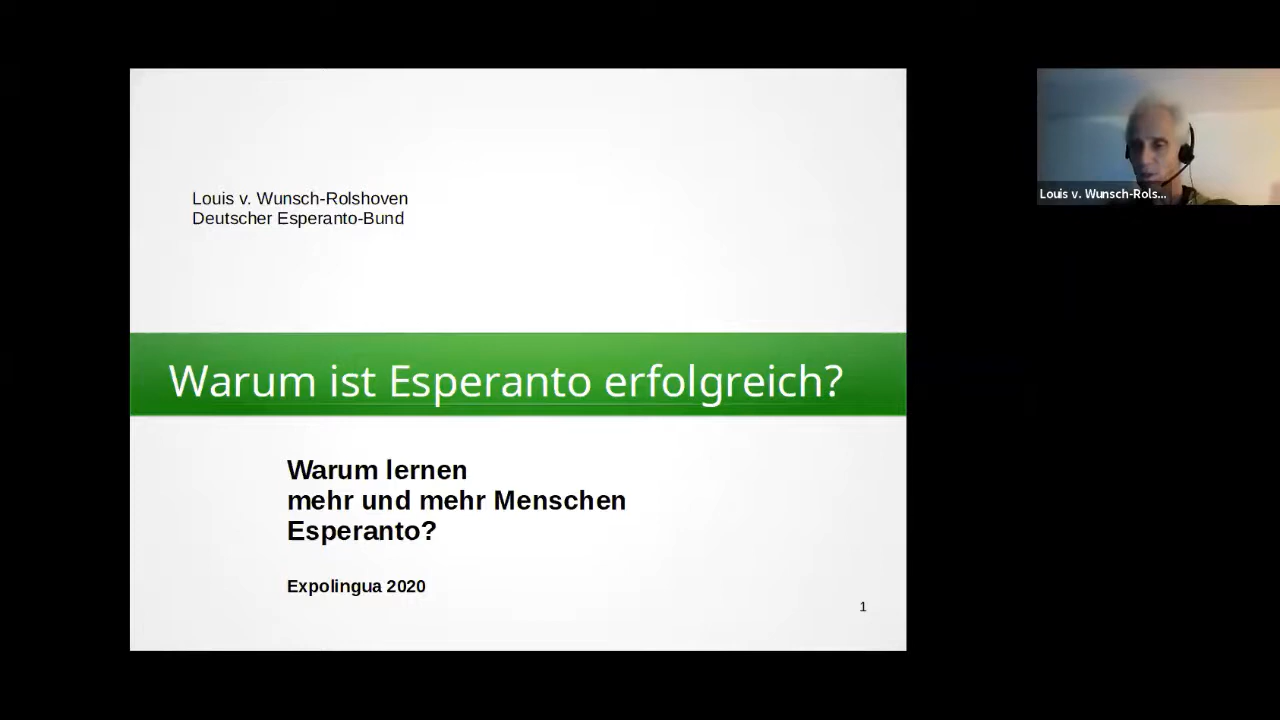 Louis v. Wunsch-Rolshoven
Deutscher Esperanto-Bund
Warum ist Esperanto erfolgreich?
Warum lernen
mehr und mehr Menschen
Esperanto?
Expolingua 2020
1
Louis v. Wunsch-Rols...